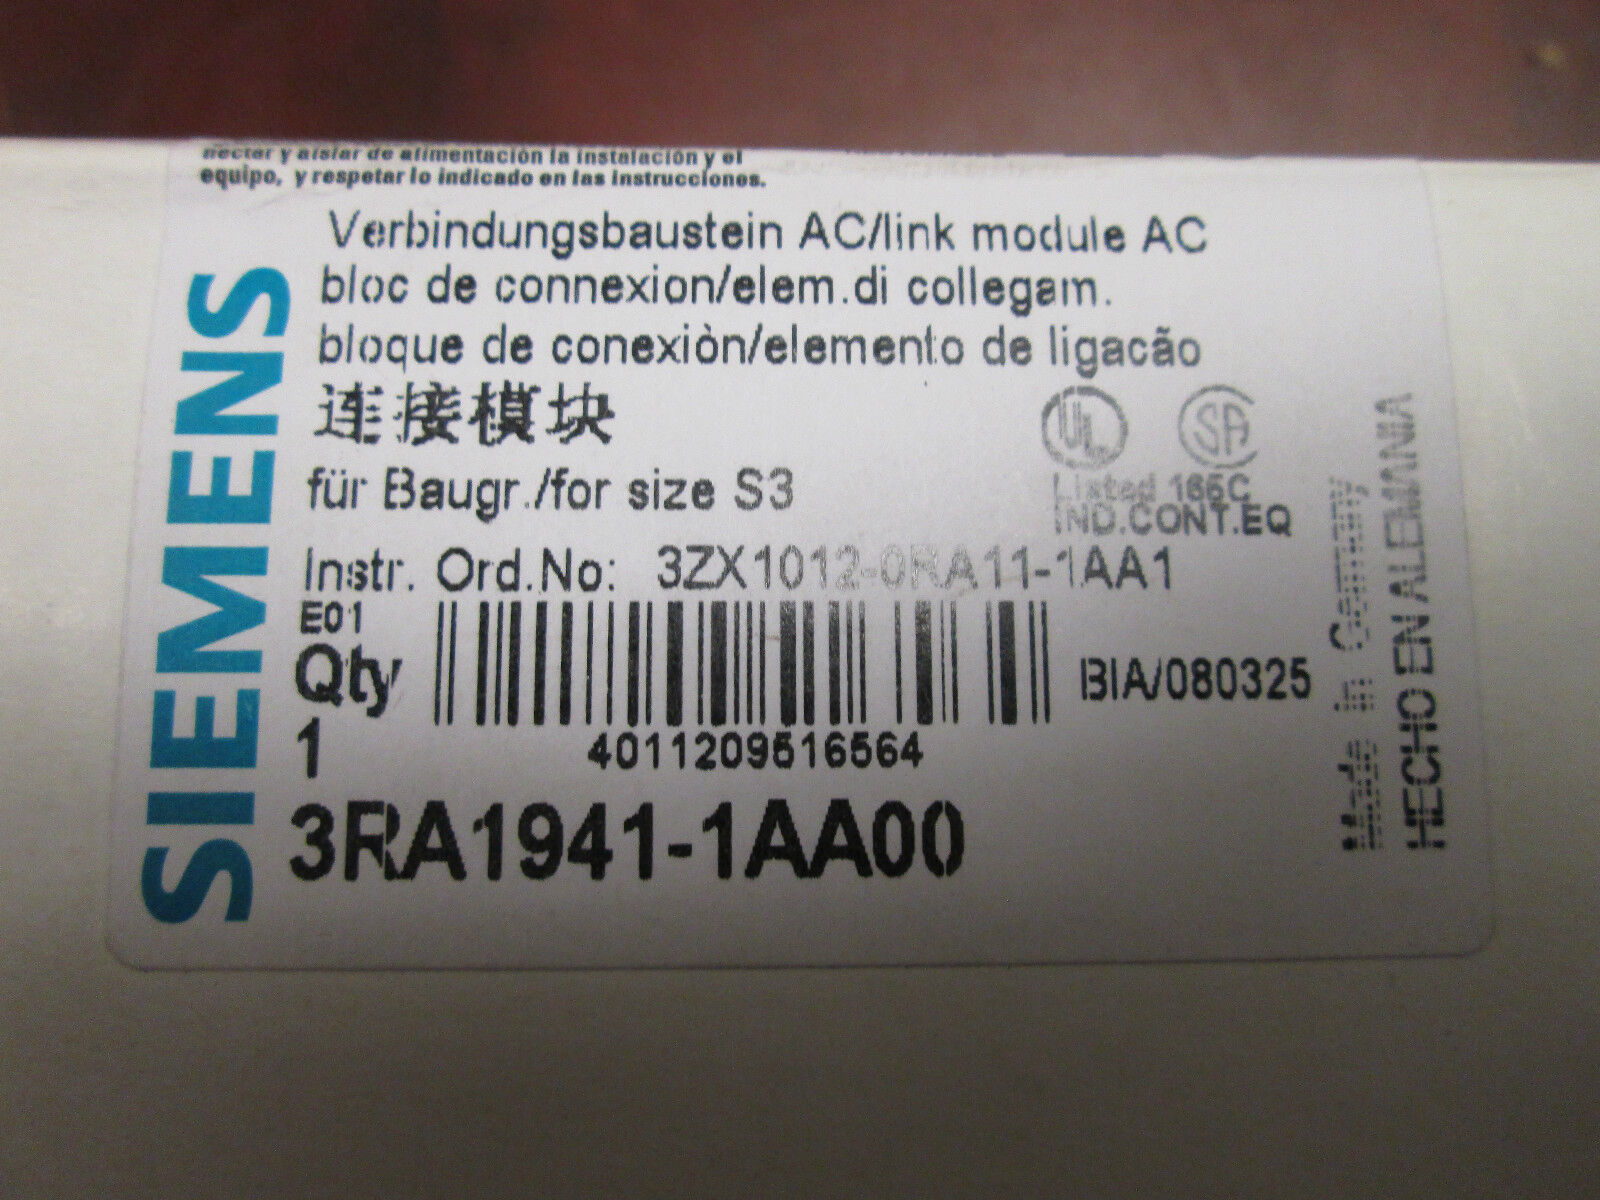 nectar y aislar de alimentación la instalación y el
equipo, y respetar lo indicado en las instrucciones.
SIEMENS
Verbindungsbaustein AC/link module AC
bloc de connexion/elem.di collegam.
bloque de conexiòn/elemento de ligacão
连接模块
für Baugr./for size S3
UL
SA
Listed 165C
IND.CONT.EQ
Instr. Ord.No: 3ZX1012-0RA11-1AA1
E01
Qty
1
BIA/080325
4011209516564
3RA1941-1AA00
Made in Germany
HECHO EN ALEMANIA